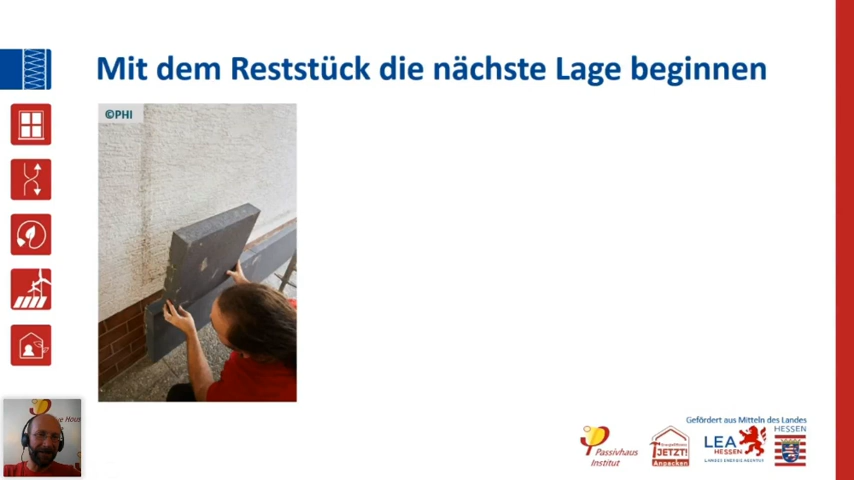 Mit dem Reststück die nächste Lage beginnen
©PHI
Gefördert aus Mitteln des Landes
HESSEN
Passivhaus
Institut
JETZT!
Anpacken
LEA
HESSEN
LANDESENERGIEAGENTUR